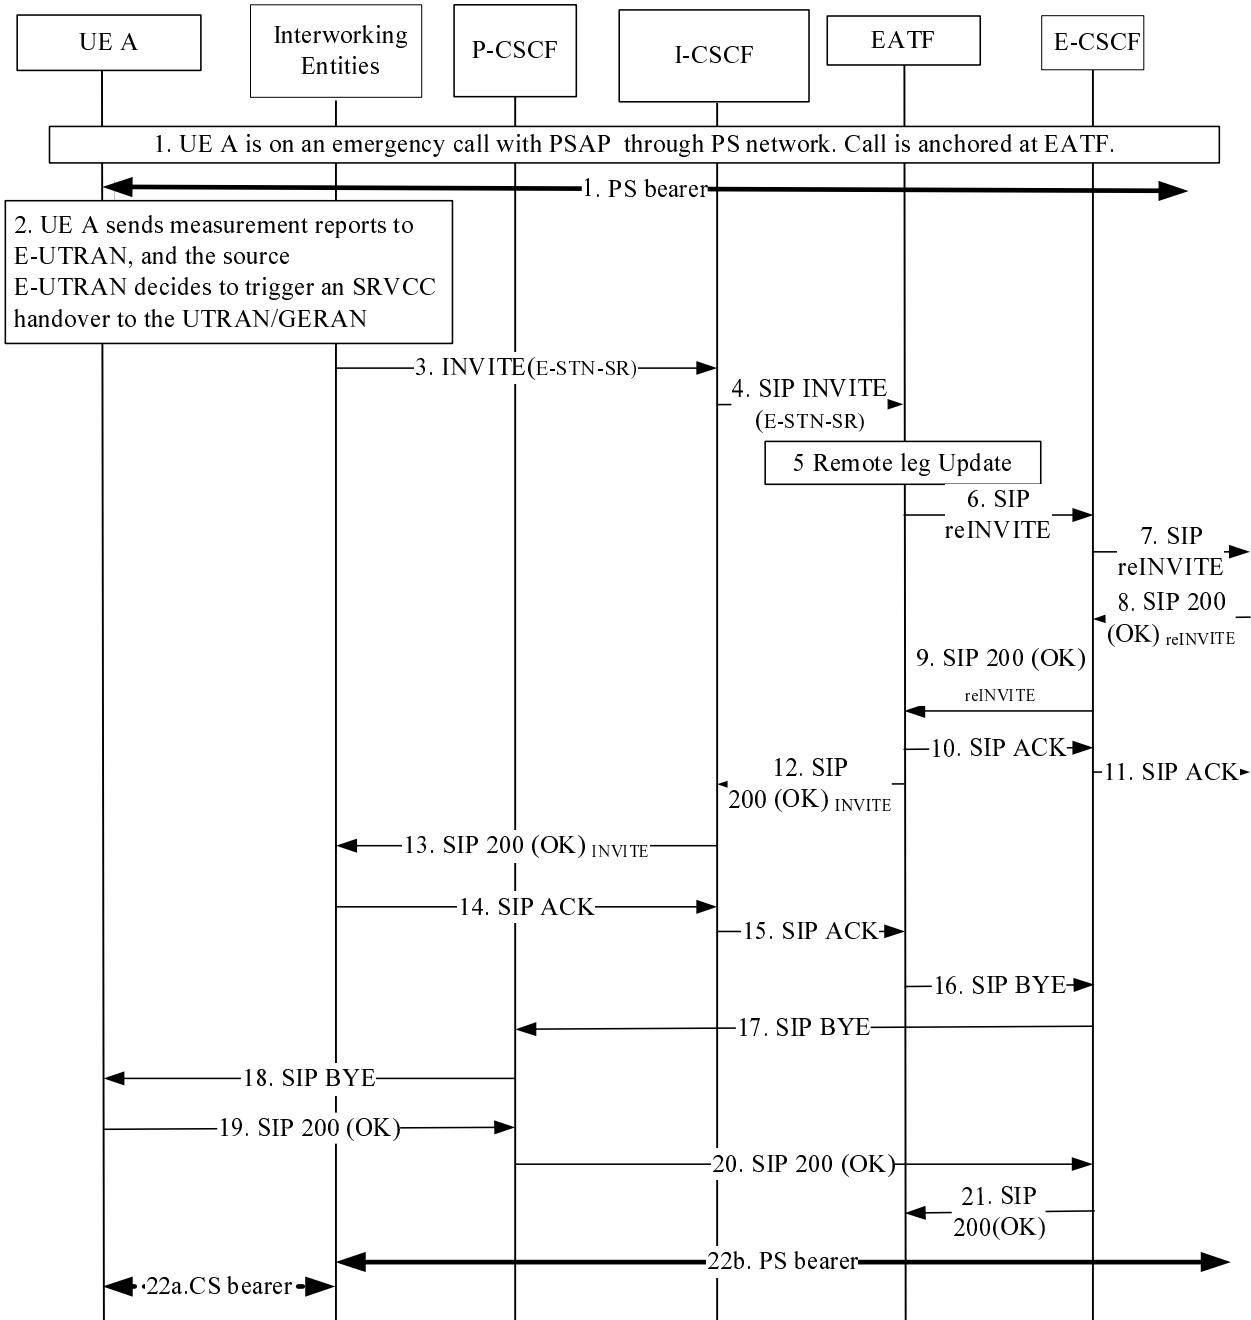 UE A
Interworking
Entities
P-CSCF
I-CSCF
EATF
E-CSCF
1. UE A is on an emergency call with PSAP through PS network. Call is anchored at EATF.
1. PS bearer
2. UE A sends measurement reports to
E-UTRAN, and the source
E-UTRAN decides to trigger an SRVCC
handover to the UTRAN/GERAN
3. INVITE(E-STN-SR)
4. SIP INVITE
(E-STN-SR)
5 Remote leg Update
6. SIP
reINVITE
7. SIP
reINVITE
8. SIP 200
(OK) reINVITE
9. SIP 200 (OK)
reINVITE
10. SIP ACK
11. SIP ACK
12. SIP
200 (OK) INVITE
13. SIP 200 (OK) INVITE
14. SIP ACK
15. SIP ACK
16. SIP BYE
17. SIP BYE
18. SIP BYE
19. SIP 200 (OK)
20. SIP 200 (OK)
21. SIP
200(OK)
22b. PS bearer
22a.CS bearer